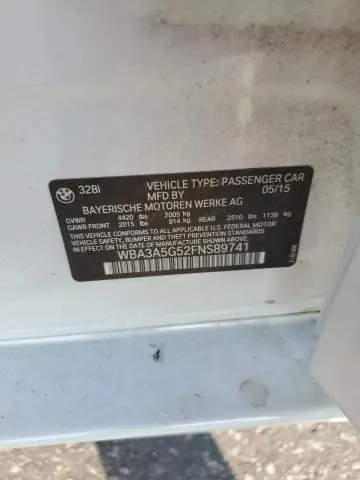 328i VEHICLE TYPE: PASSENGER CAR
MFD BY 05/15
BAYERISCHE MOTOREN WERKE AG
GVWR 4420 lbs 2005 kg
GAWR FRONT 2015 lbs 914 kg REAR 2510 lbs 1139 kg
THIS VEHICLE CONFORMS TO ALL APPLICABLE U.S. FEDERAL MOTOR
VEHICLE SAFETY, BUMPER, AND THEFT PREVENTION STANDARDS IN
EFFECT ON THE DATE OF MANUFACTURE SHOWN ABOVE.
WBA3A5G52FNS89741